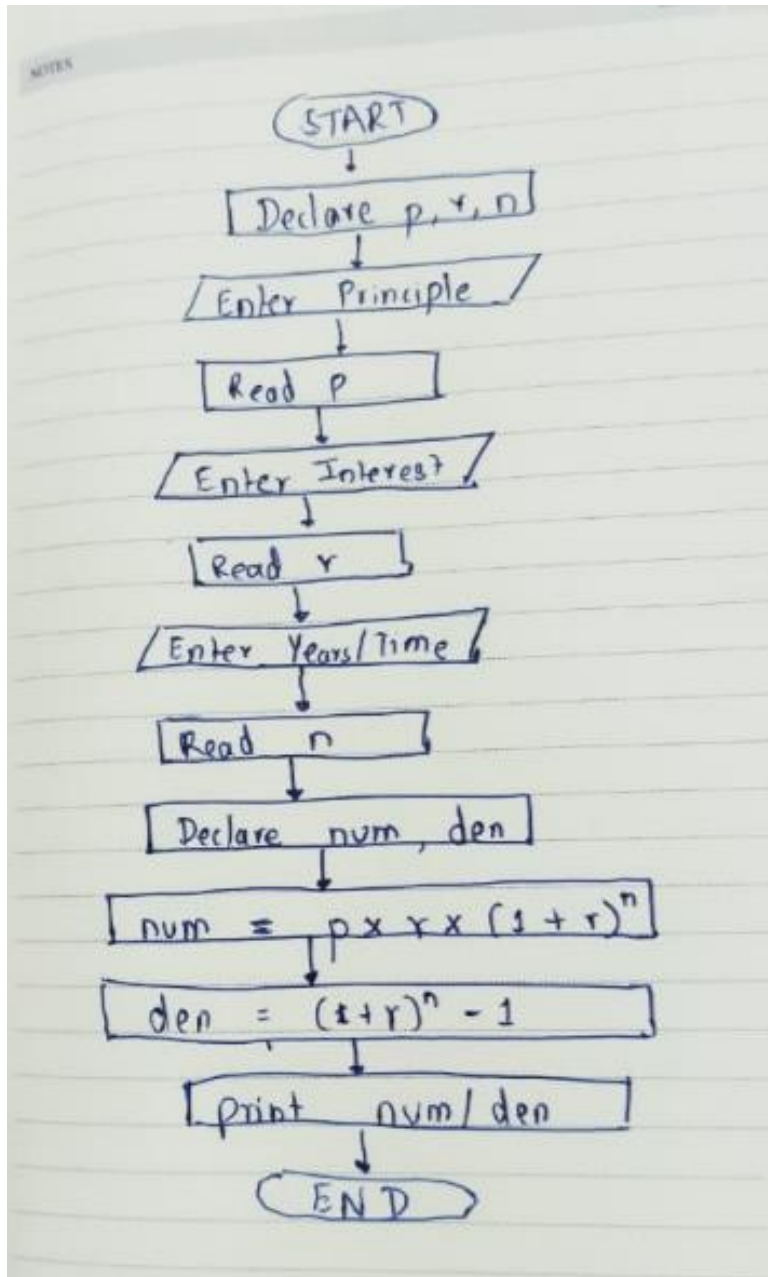 NOTES
START
Declare p, r, n
Enter Principle
Read p
Enter Interest
Read r
Enter Years/Time
Read n
Declare num, den
num = p x r x (1 + r)ⁿ
den = (1+r)ⁿ - 1
print num/den
END